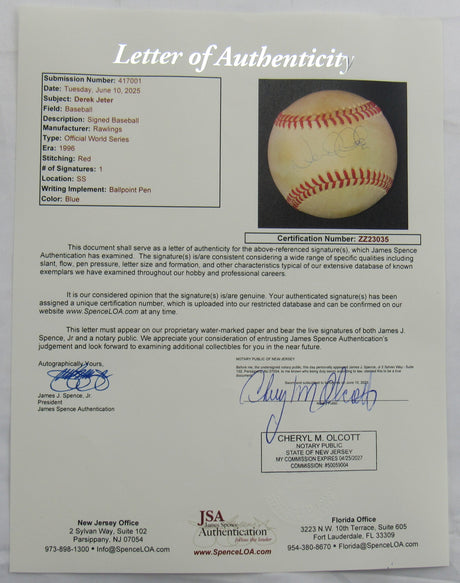 Letter of Authenticity
Submission Number: 417001
Date: Tuesday, June 10, 2025
Subject: Derek Jeter
Field: Baseball
Description: Signed Baseball
Manufacturer: Rawlings
Type: Official World Series
Era: 1996
Stitching: Red
# of Signatures: 1
Location: SS
Writing Implement: Ballpoint Pen
Color: Blue
Certification Number: ZZ23035
This document shall serve as a letter of authenticity for the above-referenced signature(s), which James Spence
Authentication has examined. The signature(s) is/are consistent considering a wide range of specific qualities including
slant, flow, pen pressure, letter size and formation, and other characteristics typical of our extensive database of known
exemplars we have examined throughout our hobby and professional careers.
It is our considered opinion that the signature(s) is/are genuine. Your authenticated signature(s) has been
assigned a unique certification number, which is uploaded into our restricted database and can be confirmed on our
website www.SpenceLOA.com at any time.
This letter must appear on our proprietary water-marked paper and bear the live signatures of both James J.
Spence, Jr and a notary public. We appreciate your consideration of entrusting James Spence Authentication's
judgement and look forward to examining additional collectibles for you in the near future.
Autographically Yours,
James J. Spence, Jr.
President
James Spence Authentication
NOTARY PUBLIC OF NEW JERSEY
Cheryl M Olcott
CHERYL M. OLCOTT
NOTARY PUBLIC
STATE OF NEW JERSEY
MY COMMISSION EXPIRES 04/25/2027
COMMISSION: #50059004
New Jersey Office
2 Sylvan Way, Suite 102
Parsippany, NJ 07054
973-898-1300 • Info@SpenceLOA.com
JSA
James Spence
Authentication
follow the leader
www.SpenceLOA.com
Florida Office
3223 N.W. 10th Terrace, Suite 605
Fort Lauderdale, FL 33309
954-380-8670 • Florida@SpenceLOA.com